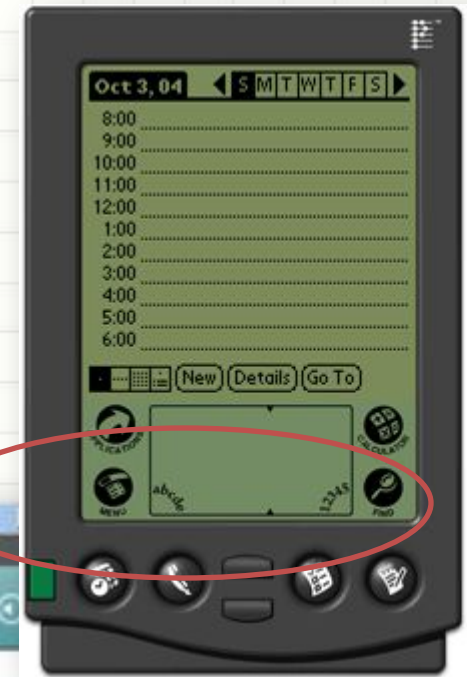 Oct 3, 04 S M T W T F S
8:00
9:00
10:00
11:00
12:00
1:00
2:00
3:00
4:00
5:00
6:00
New Details Go To
APPLICATIONS CALCULATOR
abcde 12345
MENU FIND